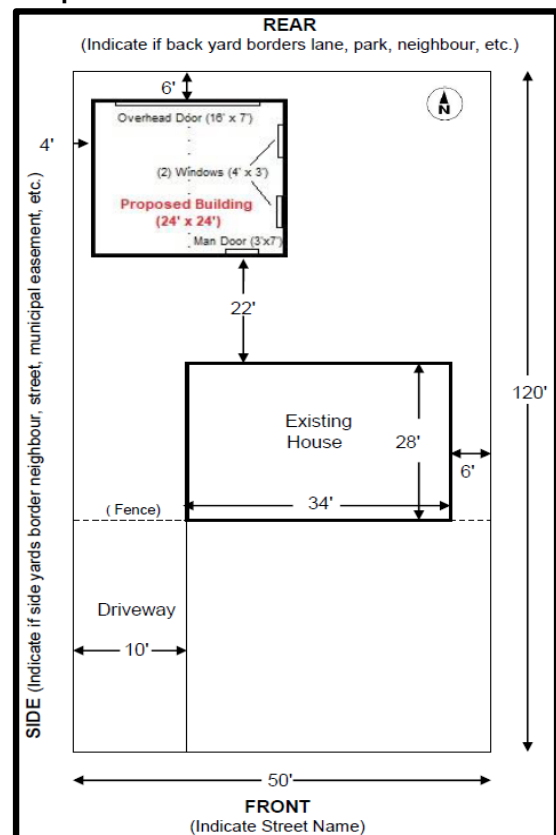 REAR
(Indicate if back yard borders lane, park, neighbour, etc.)
6'
N
Overhead Door (16' x 7')
4'
(2) Windows (4' x 3')
Proposed Building
(24' x 24')
Man Door (3'x7')
22'
120'
Existing
House
28'
6'
34'
( Fence)
Driveway
10'
SIDE (Indicate if side yards border neighbour, street, municipal easement, etc.)
50'
FRONT
(Indicate Street Name)